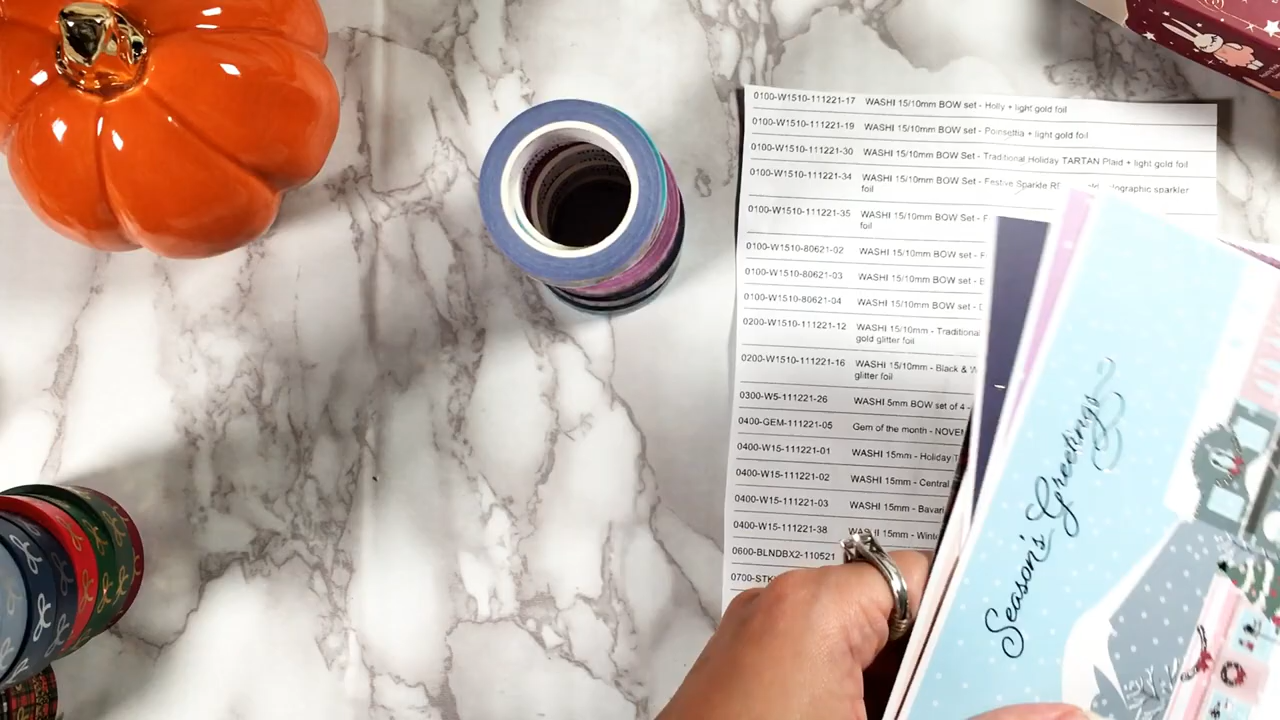 0100-W1510-111221-17 WASHI 15/10mm BOW set - Holly + light gold foil
0100-W1510-111221-19 WASHI 15/10mm BOW set - Poinsettia + light gold foil
0100-W1510-111221-30 WASHI 15/10mm BOW Set - Traditional Holiday TARTAN Plaid + light gold foil
0100-W1510-111221-34 WASHI 15/10mm BOW Set - Festive Sparkle sparkler
foil
0100-W1510-111221-35 WASHI 15/10mm BOW Set -
foil
0100-W1510-80621-02 WASHI 15/10mm BOW set -
0100-W1510-80621-03 WASHI 15/10mm BOW set -
0100-W1510-80621-04 WASHI 15/10mm BOW set -
0200-W1510-111221-12 WASHI 15/10mm - Traditional
gold glitter foil
0200-W1510-111221-16 WASHI 15/10mm - Black &
glitter foil
0300-W5-111221-26 WASHI 5mm BOW set of 4 -
0400-GEM-111221-05 Gem of the month -
0400-W15-111221-01 WASHI 15mm - Holiday
0400-W15-111221-02 WASHI 15mm - Central
0400-W15-111221-03 WASHI 15mm -
0400-W15-111221-38 WASHI 15mm -
0600-BLNDBX2-110521
Season's Greetings